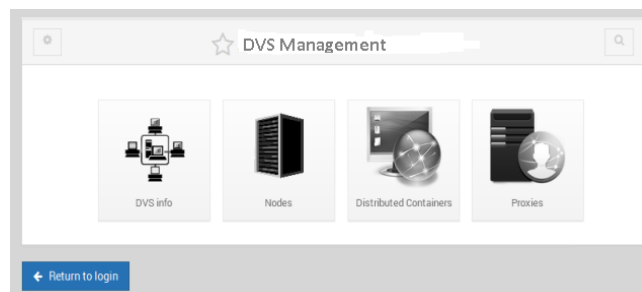 DVS Management
DVS info
Nodes
Distributed Containers
Proxies
Return to login